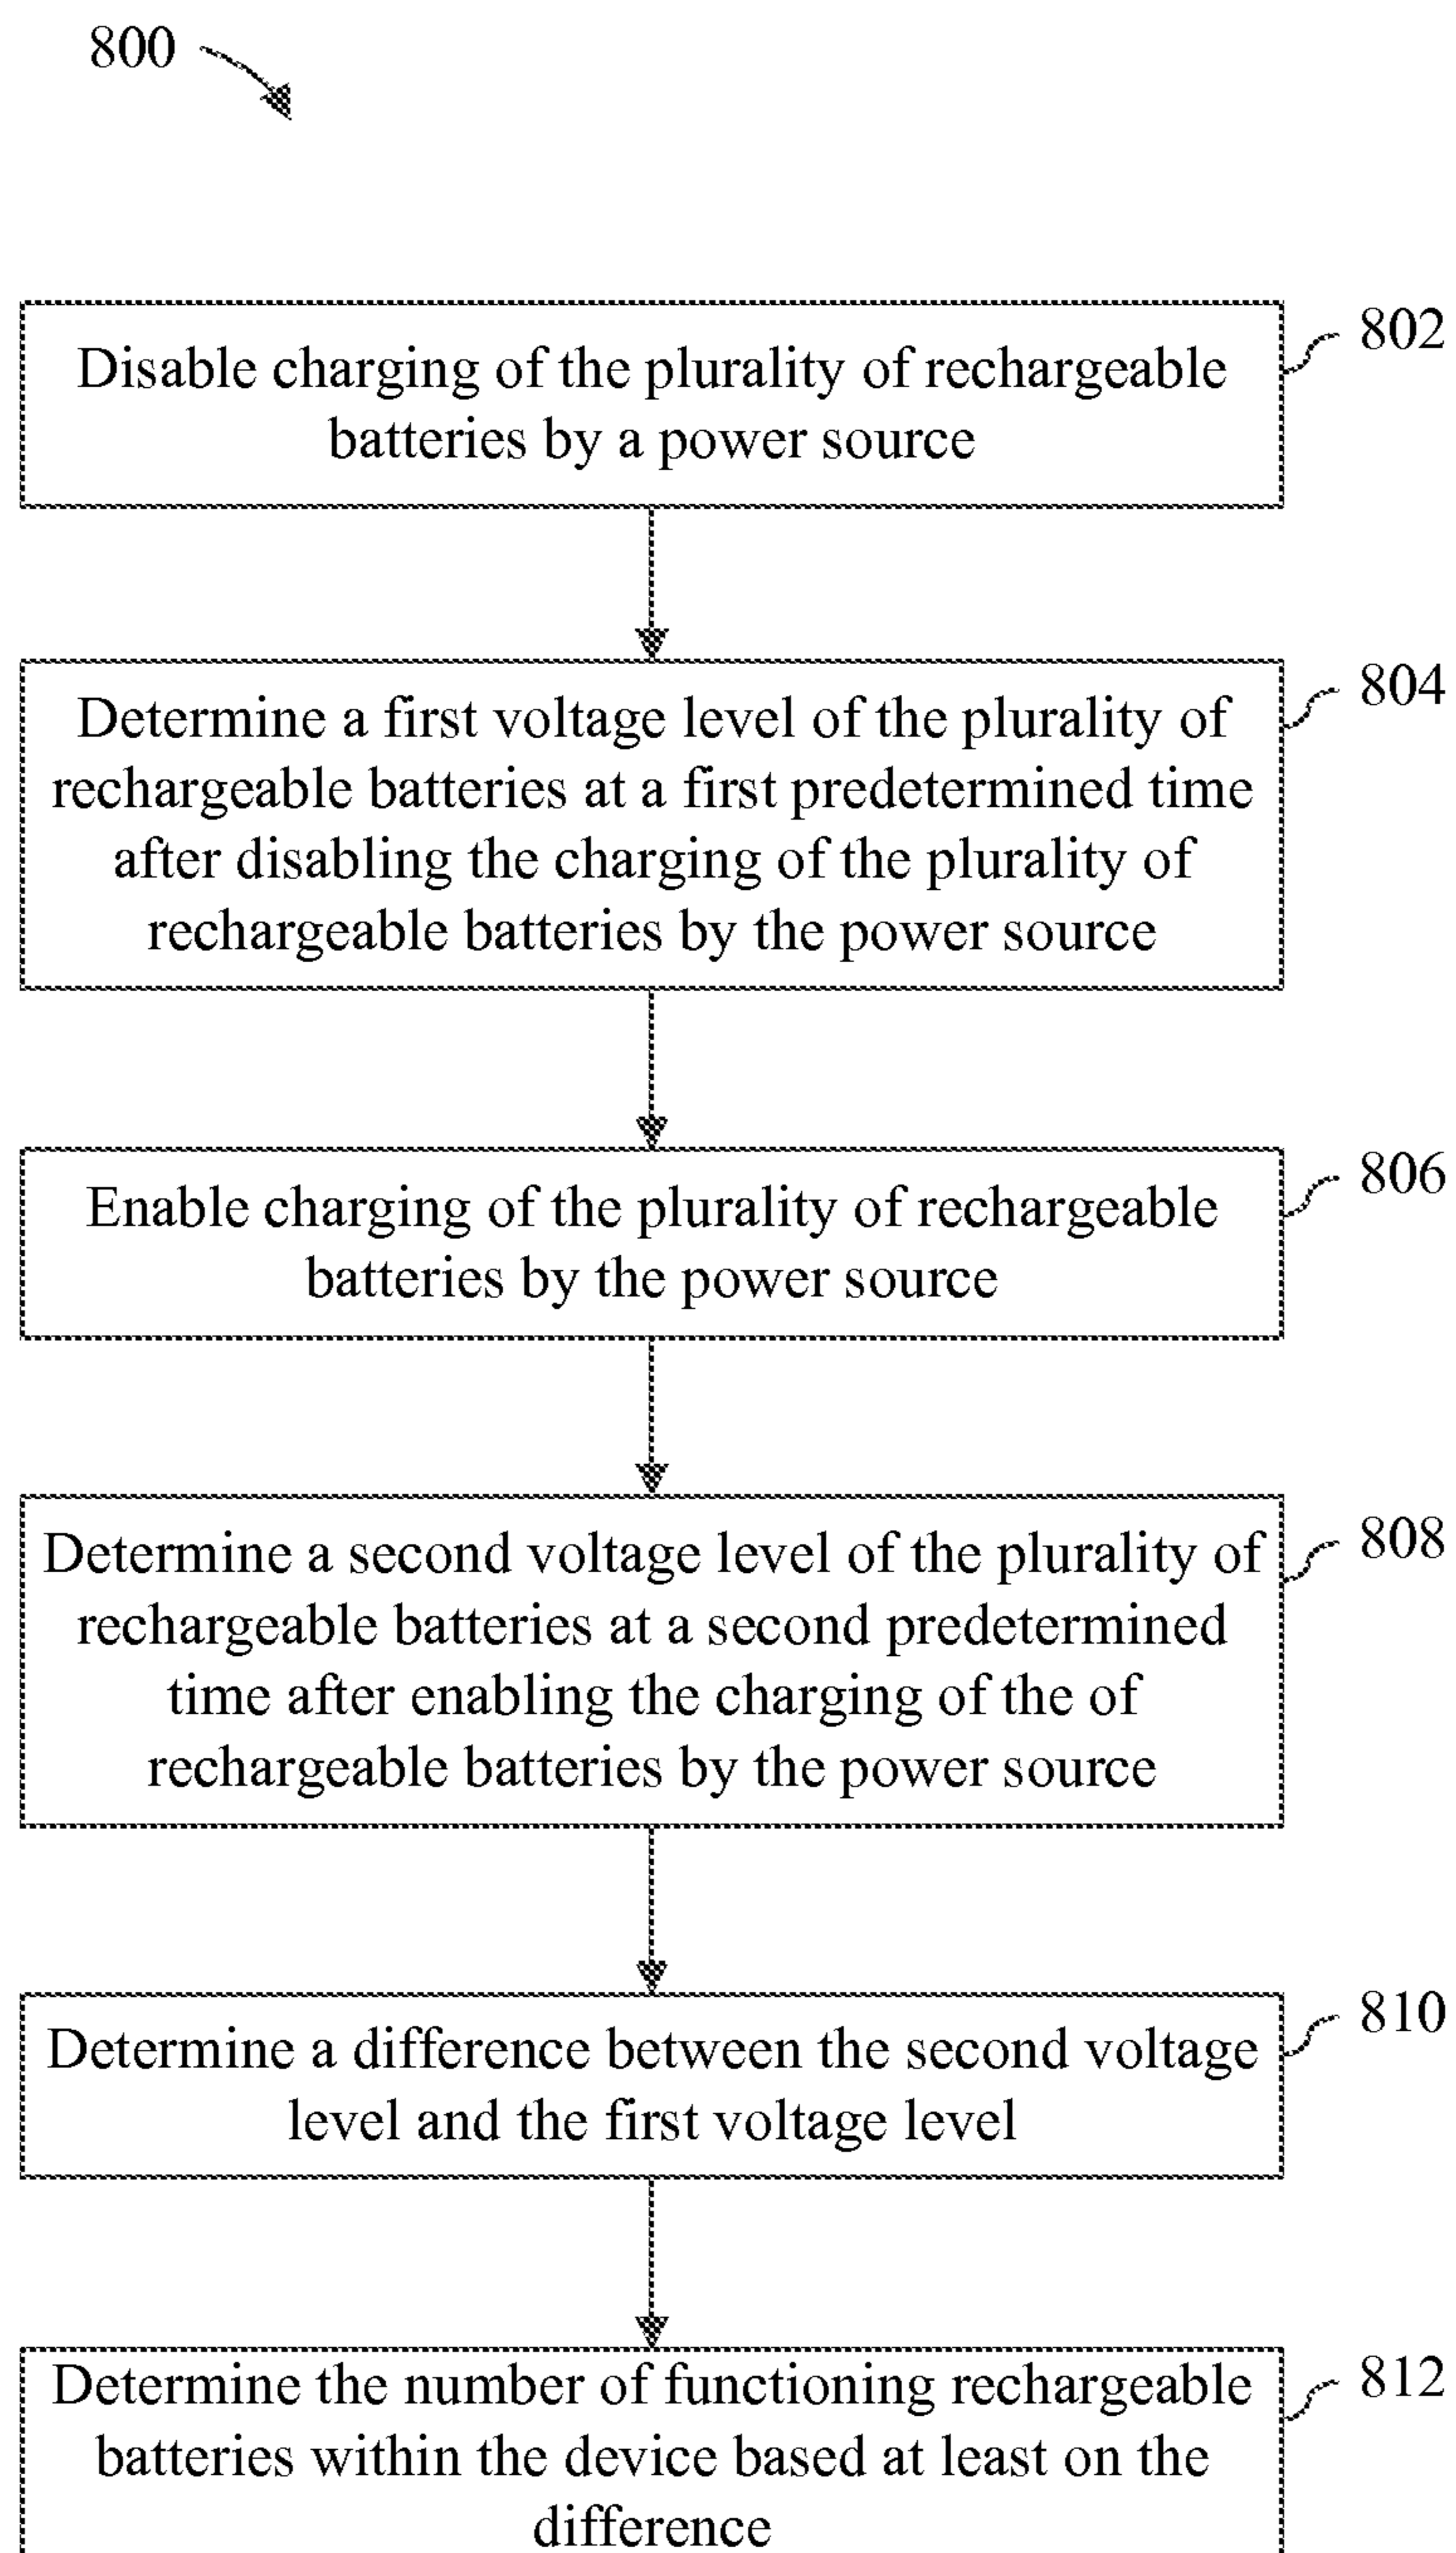 800
802
Disable charging of the plurality of rechargeable
batteries by a power source
804
Determine a first voltage level of the plurality of
rechargeable batteries at a first predetermined time
after disabling the charging of the plurality of
rechargeable batteries by the power source
806
Enable charging of the plurality of rechargeable
batteries by the power source
808
Determine a second voltage level of the plurality of
rechargeable batteries at a second predetermined
time after enabling the charging of the of
rechargeable batteries by the power source
810
Determine a difference between the second voltage
level and the first voltage level
812
Determine the number of functioning rechargeable
batteries within the device based at least on the
difference